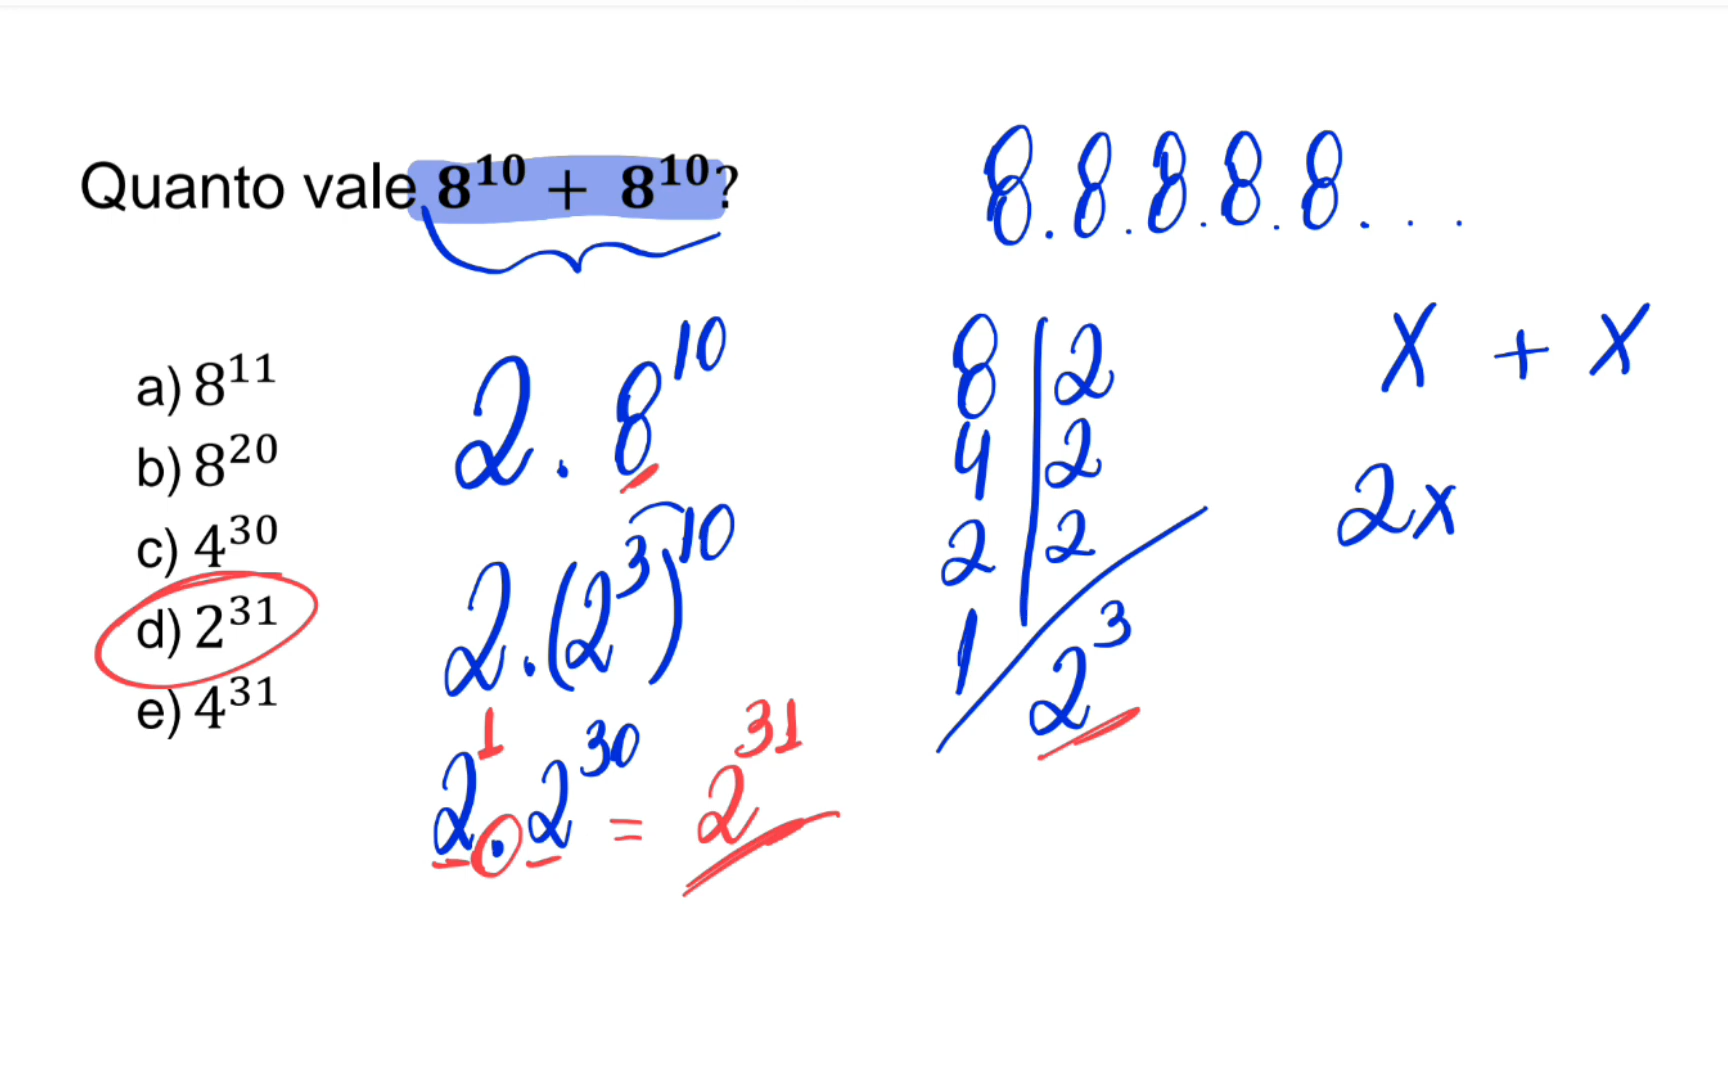 Quanto vale 8¹⁰ + 8¹⁰?
8.8.8.8.8...
a) 8¹¹
b) 8²⁰
c) 4³⁰
d) 2³¹
e) 4³¹
2.8¹⁰
2.(2³)¹⁰
2¹.2³⁰ = 2³¹
8|2
4|2
2|2
1
2³
x + x
2x